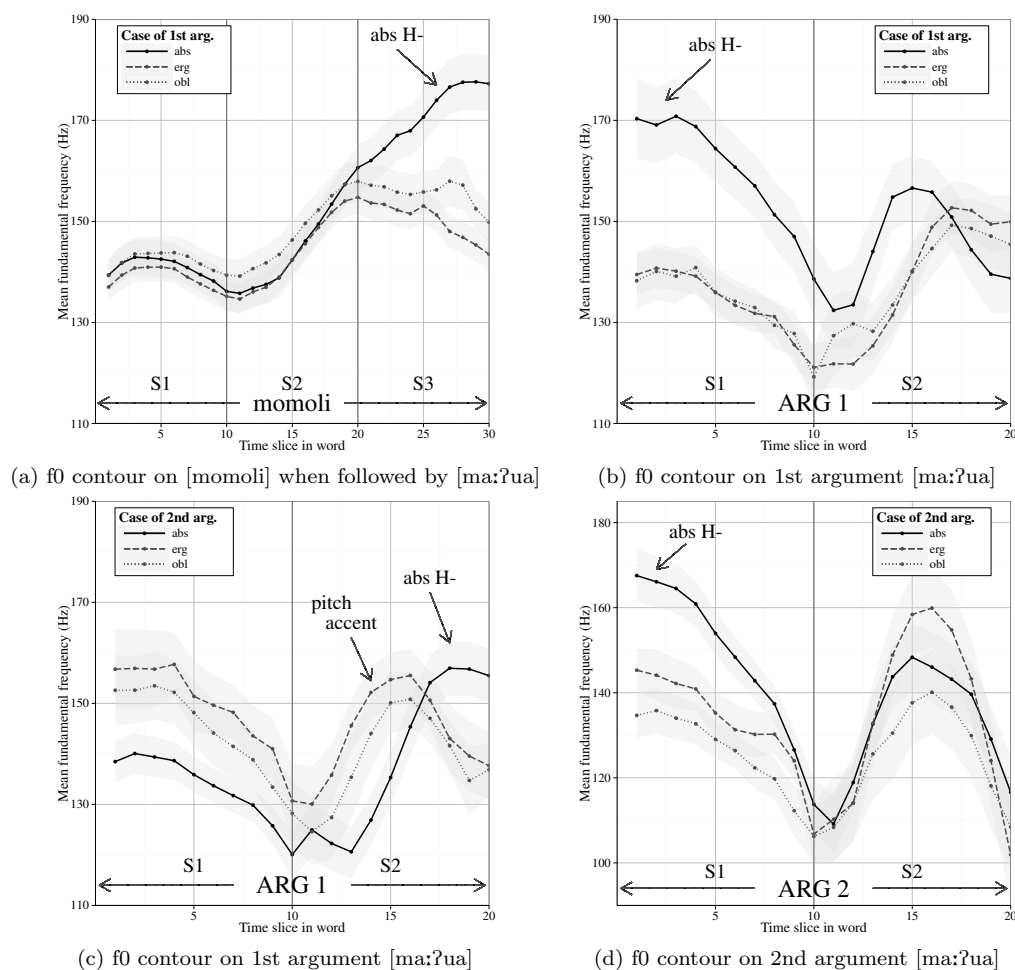 190
170
150
130
110
Mean fundamental frequency (Hz)
Case of 1st arg.
abs
erg
obl
abs H-
S1
S2
S3
momoli
5
10
15
20
25
30
Time slice in word
(a) f0 contour on [momoli] when followed by [maːʔua]
190
170
150
130
110
Mean fundamental frequency (Hz)
abs H-
Case of 1st arg.
abs
erg
obl
S1
S2
ARG 1
5
10
15
20
Time slice in word
(b) f0 contour on 1st argument [maːʔua]
190
170
150
130
110
Mean fundamental frequency (Hz)
Case of 2nd arg.
abs
erg
obl
pitch
accent
abs H-
S1
S2
ARG 1
5
10
15
20
Time slice in word
(c) f0 contour on 1st argument [maːʔua]
180
160
140
120
100
Mean fundamental frequency (Hz)
abs H-
Case of 2nd arg.
abs
erg
obl
S1
S2
ARG 2
5
10
15
20
Time slice in word
(d) f0 contour on 2nd argument [maːʔua]